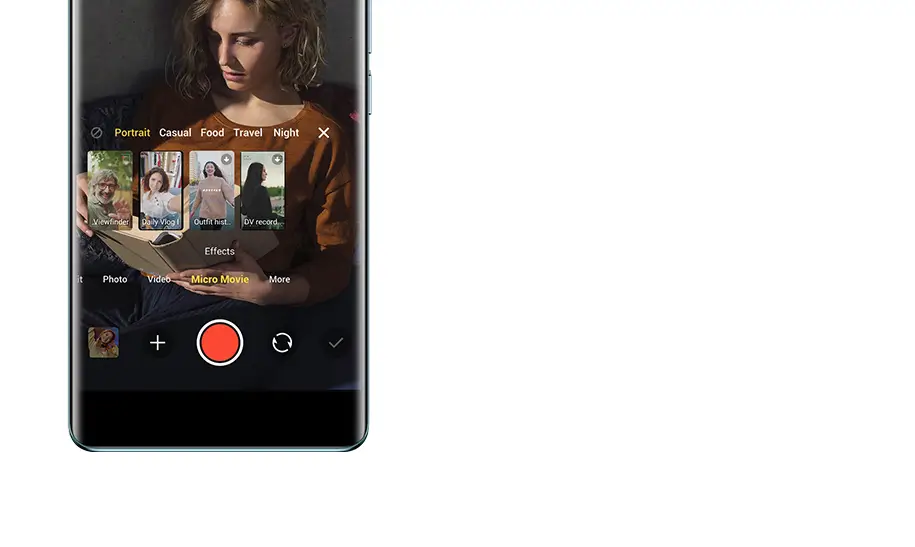 Portrait Casual Food Travel Night
Viewfinder Daily Vlog I Outfit hist... DV record...
Effects
it Photo Video Micro Movie More